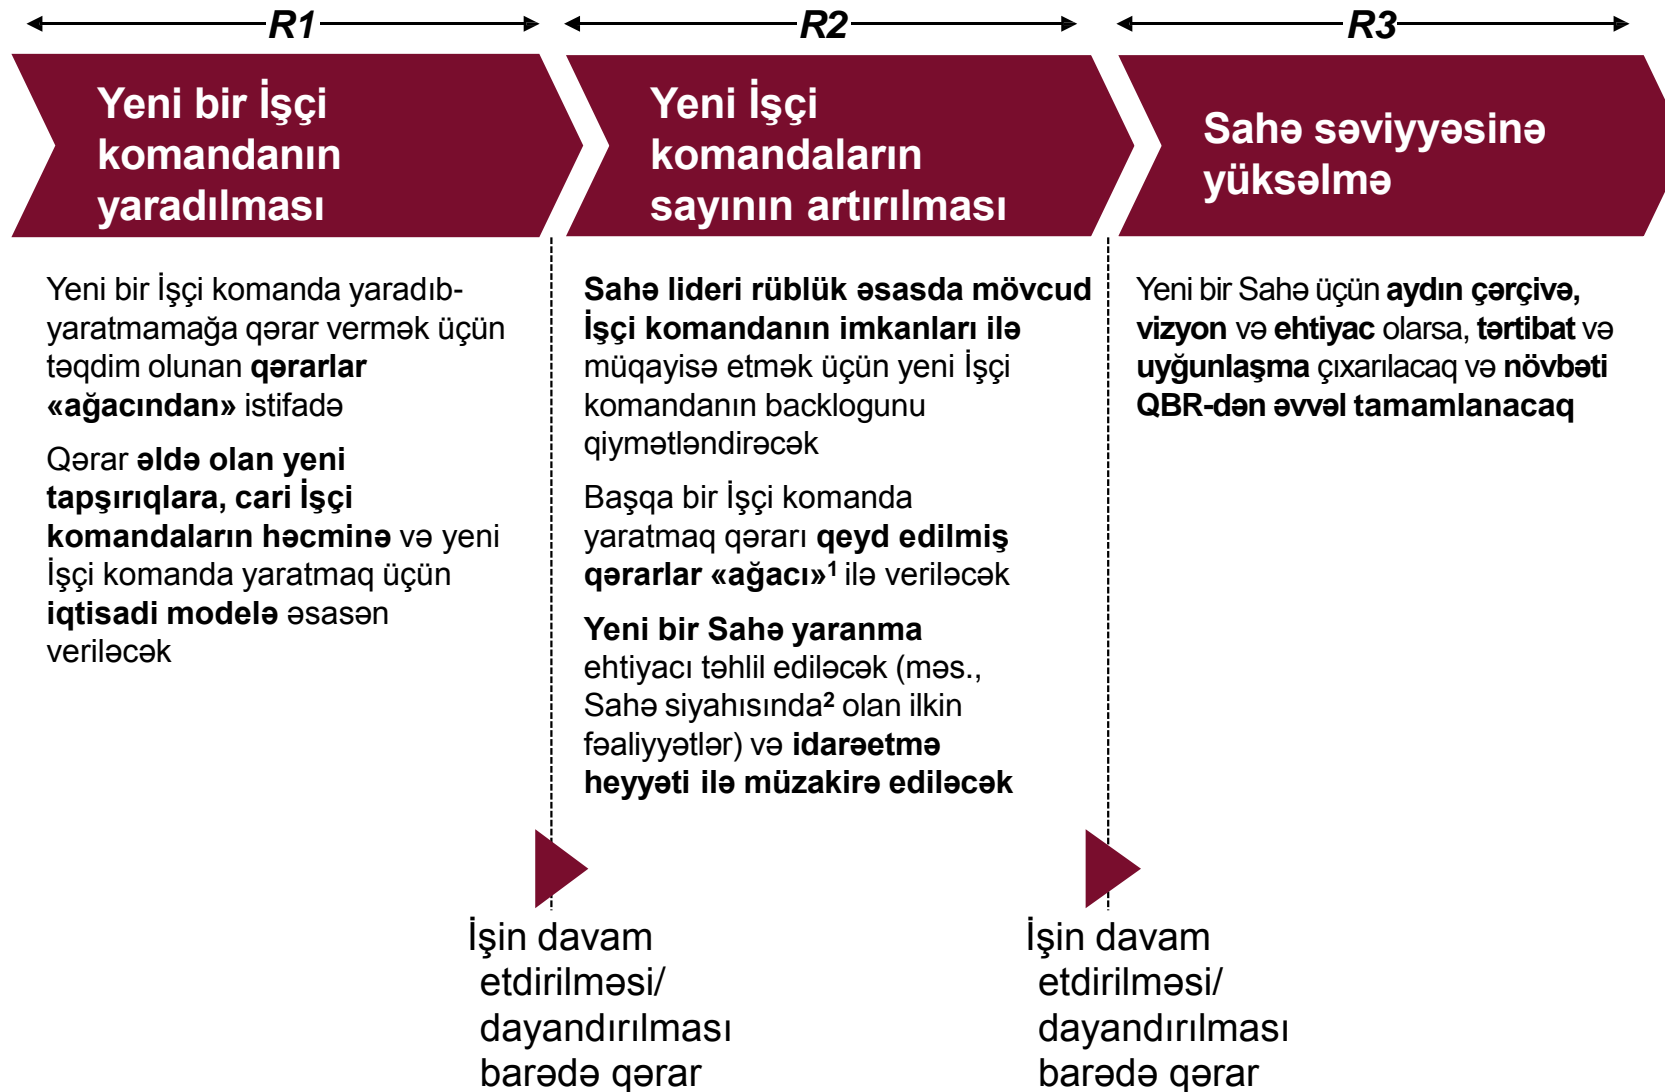 R1
R2
R3
Yeni bir İşçi
komandanın
yaradılması
Yeni İşçi
komandaların
sayının artırılması
Sahə səviyyəsinə
yüksəlmə
Yeni bir İşçi komanda yaradıb-
yaratmamağa qərar vermək üçün
təqdim olunan qərarlar
«ağacından» istifadə
Qərar əldə olan yeni
tapşırıqlara, cari İşçi
komandaların həcminə və yeni
İşçi komanda yaratmaq üçün
iqtisadi modelə əsasən
veriləcək
Sahə lideri rüblük əsasda mövcud
İşçi komandanın imkanları ilə
müqayisə etmək üçün yeni İşçi
komandanın backlogunu
qiymətləndirəcək
Başqa bir İşçi komanda
yaratmaq qərarı qeyd edilmiş
qərarlar «ağacı»¹ ilə veriləcək
Yeni bir Sahə yaranma
ehtiyacı təhlil ediləcək (məs.,
Sahə siyahısında² olan ilkin
fəaliyyətlər) və idarəetmə
heyyəti ilə müzakirə ediləcək
Yeni bir Sahə üçün aydın çərçivə,
vizyon və ehtiyac olarsa, tərtibat və
uyğunlaşma çıxarılacaq və növbəti
QBR-dən əvvəl tamamlanacaq
İşin davam
etdirilməsi/
dayandırılması
barədə qərar
İşin davam
etdirilməsi/
dayandırılması
barədə qərar